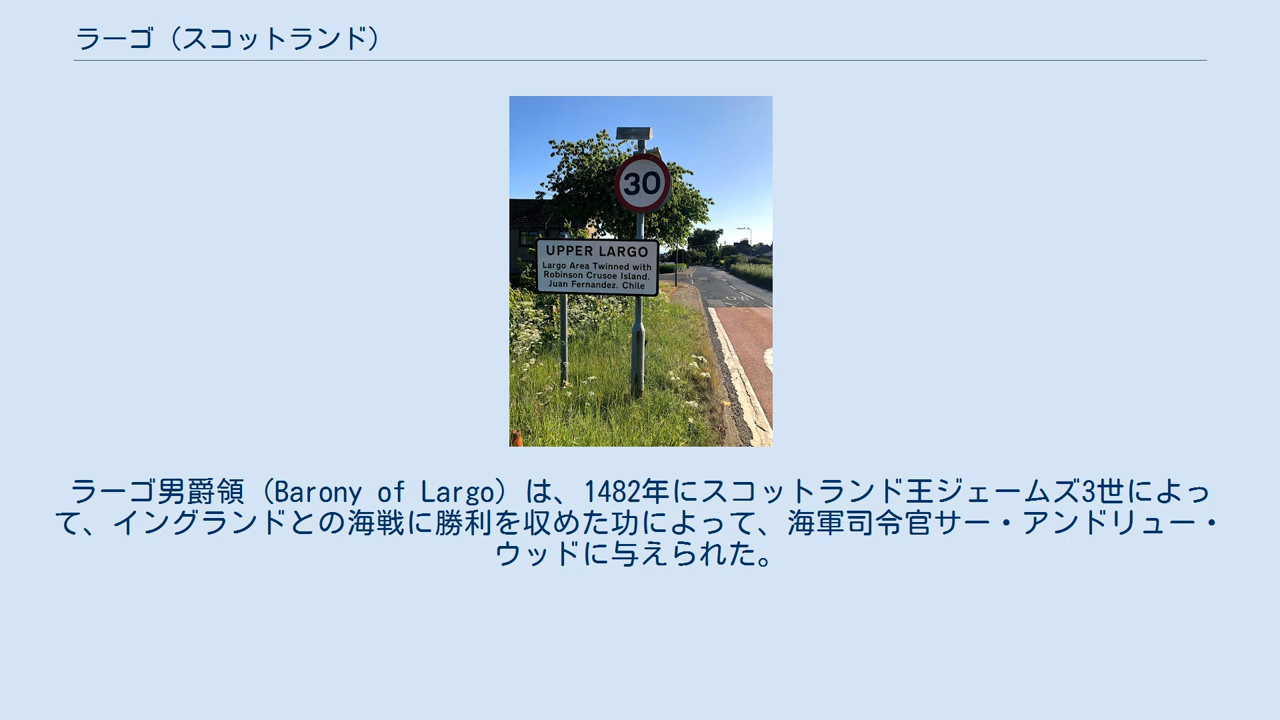 ラーゴ（スコットランド）
30
UPPER LARGO
Largo Area Twinned with
Robinson Crusoe Island.
Juan Fernandez. Chile
ラーゴ男爵領（Barony of Largo）は、1482年にスコットランド王ジェームズ3世によっ
て、イングランドとの海戦に勝利を収めた功によって、海軍司令官サー・アンドリュー・
ウッドに与えられた。